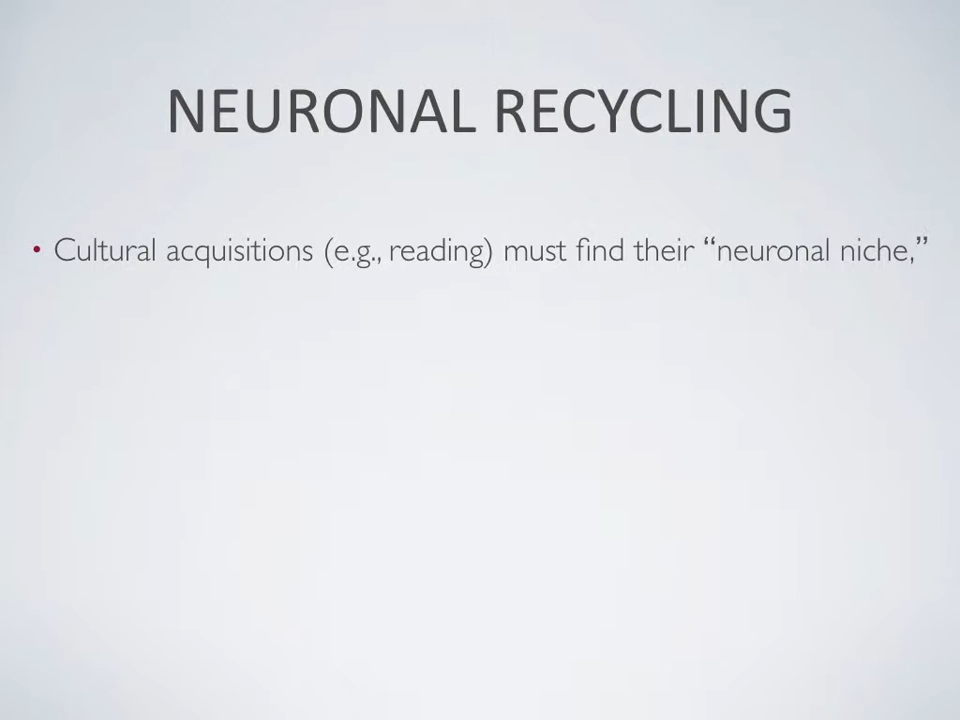 NEURONAL RECYCLING
• Cultural acquisitions (e.g., reading) must find their “neuronal niche,”